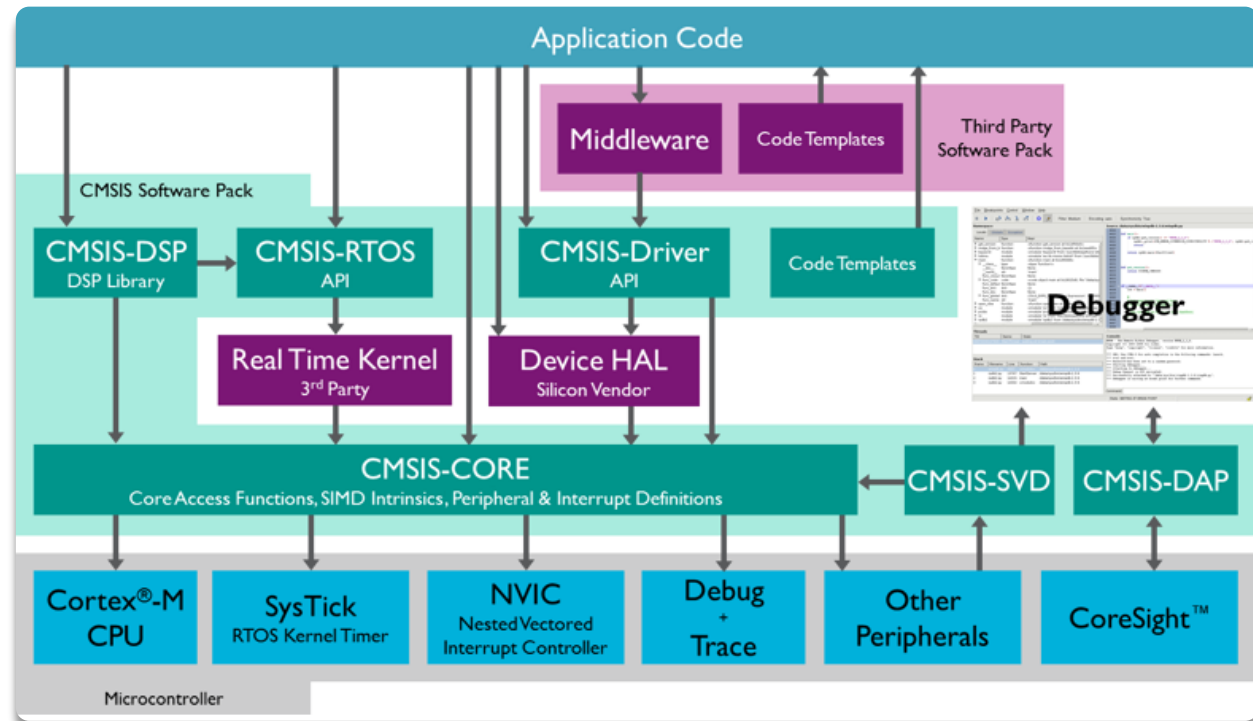 Application Code
Middleware
Code Templates
Third Party
Software Pack
CMSIS Software Pack
CMSIS-DSP
DSP Library
CMSIS-RTOS
API
CMSIS-Driver
API
Code Templates
Debugger
Real Time Kernel
3rd Party
Device HAL
Silicon Vendor
CMSIS-CORE
Core Access Functions, SIMD Intrinsics, Peripheral & Interrupt Definitions
CMSIS-SVD
CMSIS-DAP
Cortex®-M
CPU
SysTick
RTOS Kernel Timer
NVIC
Nested Vectored
Interrupt Controller
Debug
+
Trace
Other
Peripherals
CoreSight™
Microcontroller